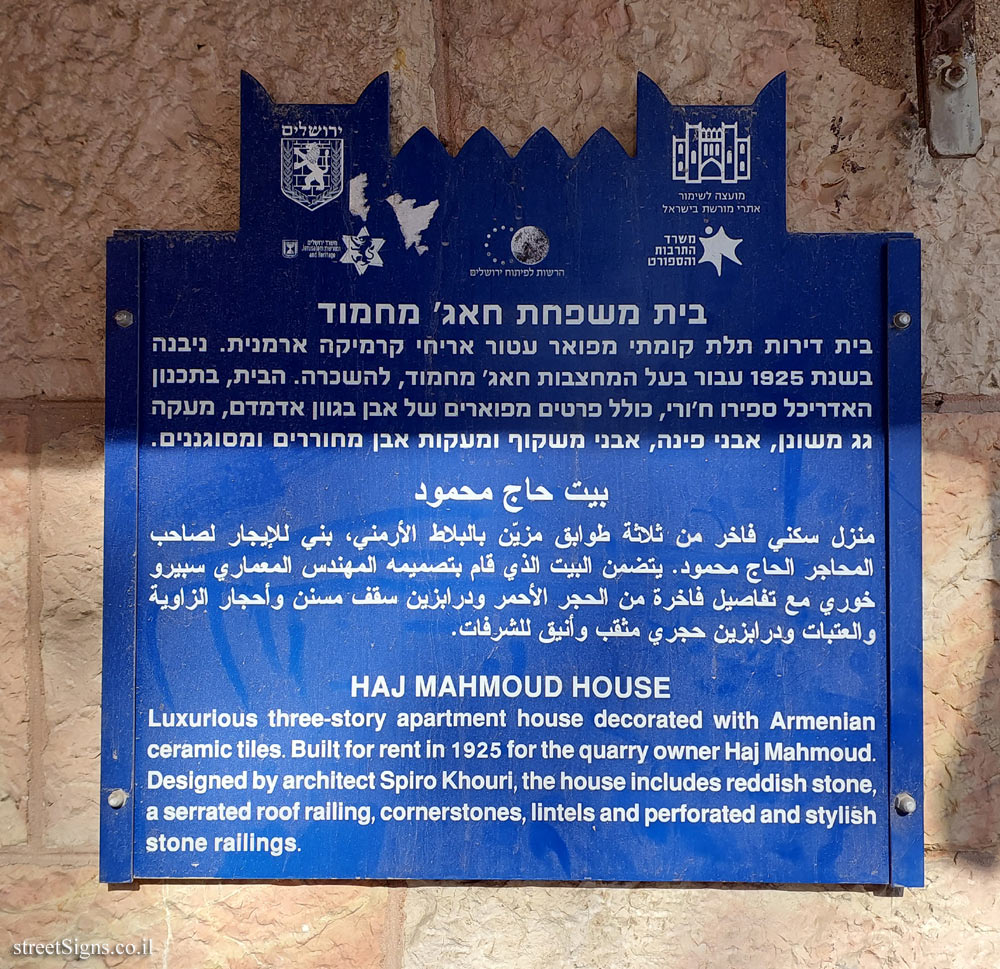 ירושלים
מועצה לשימור
אתרי מורשת בישראל
משרד ירושלים
Jerusalem
and Heritage
הרשות לפיתוח ירושלים
משרד
התרבות
והספורט
בית משפחת חאג' מחמוד
בית דירות תלת קומתי מפואר עטור אריחי קרמיקה ארמנית. ניבנה
בשנת 1925 עבור בעל המחצבות חאג' מחמוד, להשכרה. הבית, בתכנון
האדריכל ספירו ח'ורי, כולל פרטים מפוארים של אבן בגוון אדמדם, מעקה
גג משונן, אבני פינה, אבני משקוף ומעקות אבן מחוררים ומסוגננים.
بيت حاج محمود
منزل سكني فاخر من ثلاثة طوابق مزيّن بالبلاط الأرمني، بني للإيجار لصاحب
المحاجر الحاج محمود. يتضمن البيت الذي قام بتصميمه المهندس المعماري سبيرو
خوري مع تفاصيل فاخرة من الحجر الأحمر ودرابزين سقف مسنن وأحجار الزاوية
والعتبات ودرابزين حجري مثقب وأنيق للشرفات.
HAJ MAHMOUD HOUSE
Luxurious three-story apartment house decorated with Armenian
ceramic tiles. Built for rent in 1925 for the quarry owner Haj Mahmoud.
Designed by architect Spiro Khouri, the house includes reddish stone,
a serrated roof railing, cornerstones, lintels and perforated and stylish
stone railings.
streetSigns.co.il